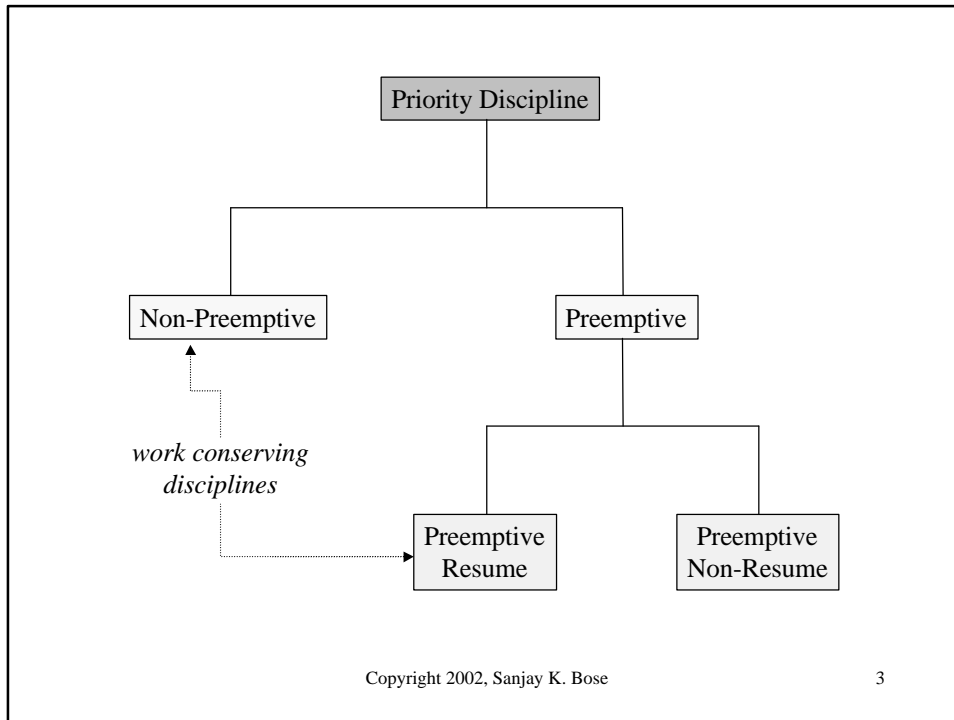 Priority Discipline
Non-Preemptive
Preemptive
work conserving
disciplines
Preemptive
Resume
Preemptive
Non-Resume
Copyright 2002, Sanjay K. Bose
3